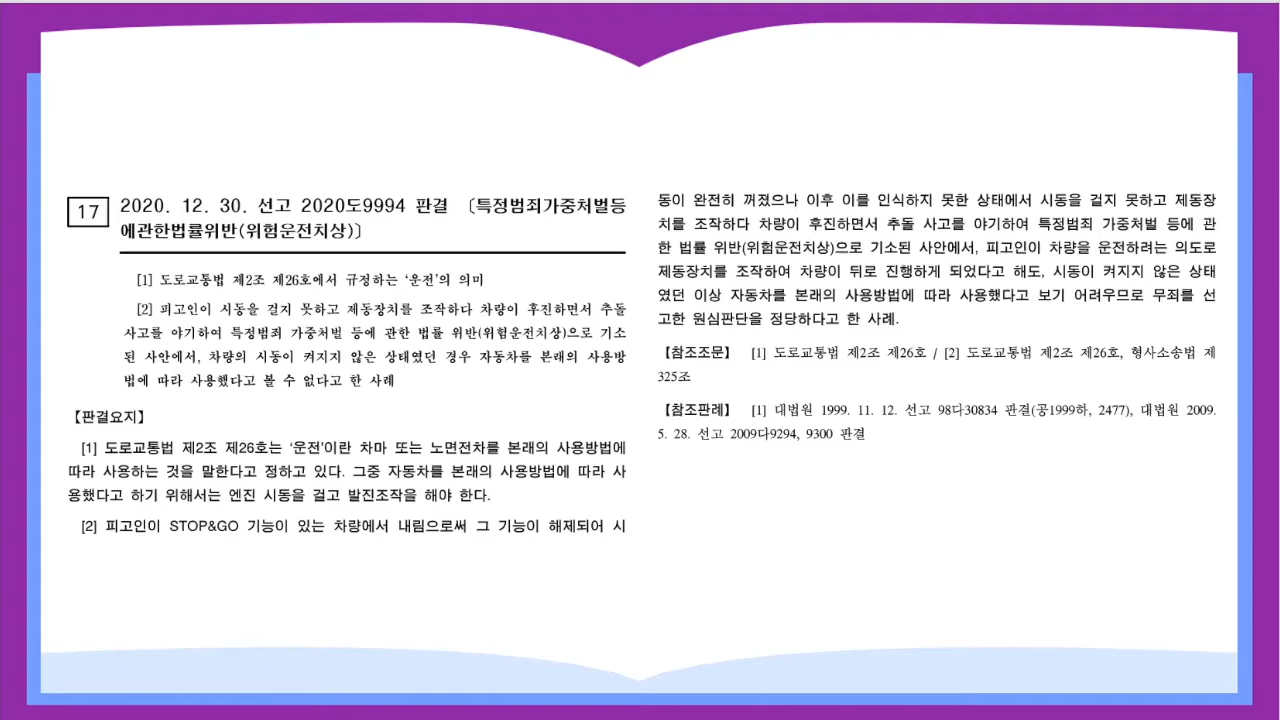 17
2020. 12. 30. 선고 2020도9994 판결 〔특정범죄가중처벌등
에관한법률위반(위험운전치상)〕
[1] 도로교통법 제2조 제26호에서 규정하는 '운전'의 의미
[2] 피고인이 시동을 걸지 못하고 제동장치를 조작하다 차량이 후진하면서 추돌
사고를 야기하여 특정범죄 가중처벌 등에 관한 법률 위반(위험운전치상)으로 기소
된 사안에서, 차량의 시동이 켜지지 않은 상태였던 경우 자동차를 본래의 사용방
법에 따라 사용했다고 볼 수 없다고 한 사례
【판결요지】
[1] 도로교통법 제2조 제26호는 '운전'이란 차마 또는 노면전차를 본래의 사용방법에
따라 사용하는 것을 말한다고 정하고 있다. 그중 자동차를 본래의 사용방법에 따라 사
용했다고 하기 위해서는 엔진 시동을 걸고 발진조작을 해야 한다.
[2] 피고인이 STOP&GO 기능이 있는 차량에서 내림으로써 그 기능이 해제되어 시
동이 완전히 꺼졌으나 이후 이를 인식하지 못한 상태에서 시동을 걸지 못하고 제동장
치를 조작하다 차량이 후진하면서 추돌 사고를 야기하여 특정범죄 가중처벌 등에 관
한 법률 위반(위험운전치상)으로 기소된 사안에서, 피고인이 차량을 운전하려는 의도로
제동장치를 조작하여 차량이 뒤로 진행하게 되었다고 해도, 시동이 켜지지 않은 상태
였던 이상 자동차를 본래의 사용방법에 따라 사용했다고 보기 어려우므로 무죄를 선
고한 원심판단을 정당하다고 한 사례.
【참조조문】 [1] 도로교통법 제2조 제26호 / [2] 도로교통법 제2조 제26호, 형사소송법 제
325조
【참조판례】 [1] 대법원 1999. 11. 12. 선고 98다30834 판결(공1999하, 2477), 대법원 2009.
5. 28. 선고 2009다9294, 9300 판결